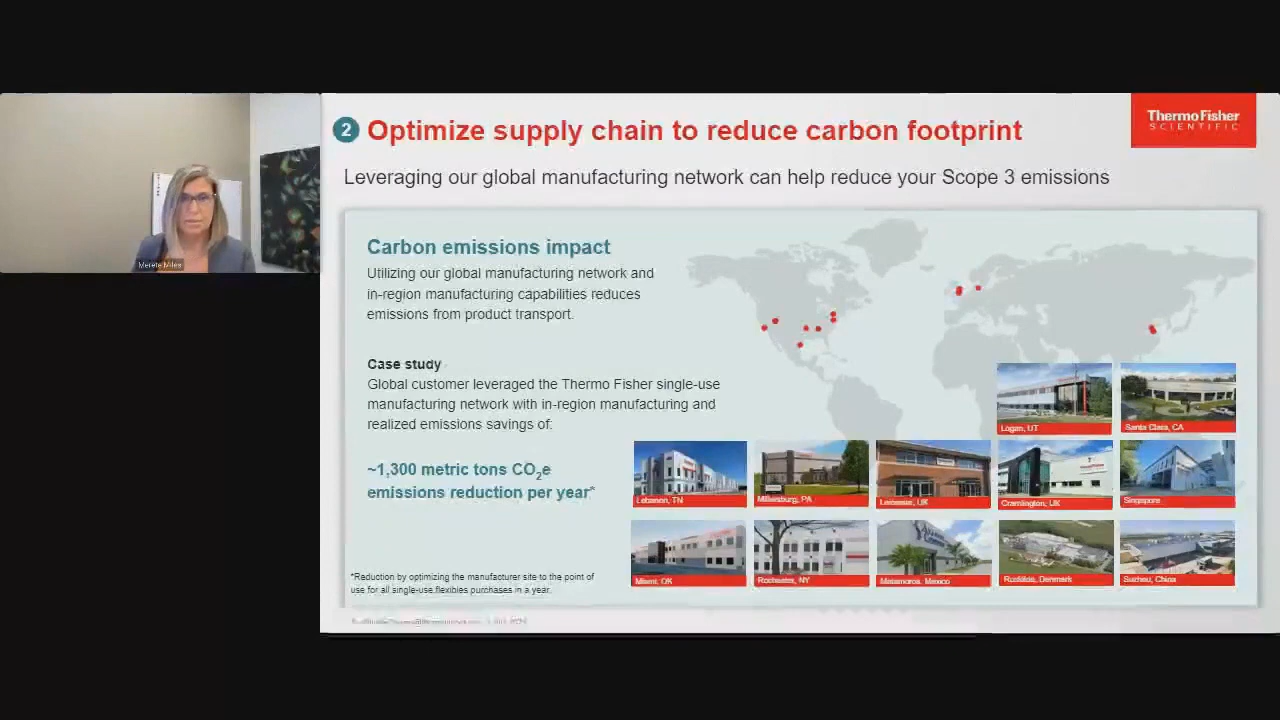 2 Optimize supply chain to reduce carbon footprint
ThermoFisher
SCIENTIFIC
Leveraging our global manufacturing network can help reduce your Scope 3 emissions
Merete Miles
Carbon emissions impact
Utilizing our global manufacturing network and
in-region manufacturing capabilities reduces
emissions from product transport.
Case study
Global customer leveraged the Thermo Fisher single-use
manufacturing network with in-region manufacturing and
realized emissions savings of:
~1,300 metric tons CO₂e
emissions reduction per year*
*Reduction by optimizing the manufacturer site to the point
of use for all single-use flexibles purchases in a year.
Logan, UT
Santa Clara, CA
Lebanon, TN
Millersburg, PA
Leicester, UK
Cramlington, UK
Singapore
Miami, OK
Rochester, NY
Matamoros, Mexico
Roskilde, Denmark
Suzhou, China